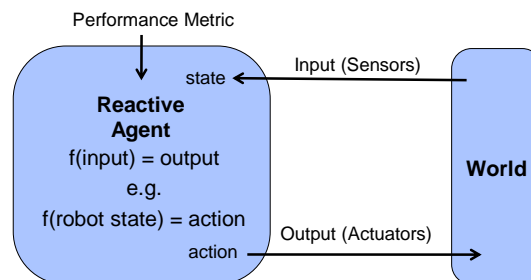 Performance Metric
state
Input (Sensors)
Reactive
Agent
f(input) = output
e.g.
f(robot state) = action
World
action
Output (Actuators)